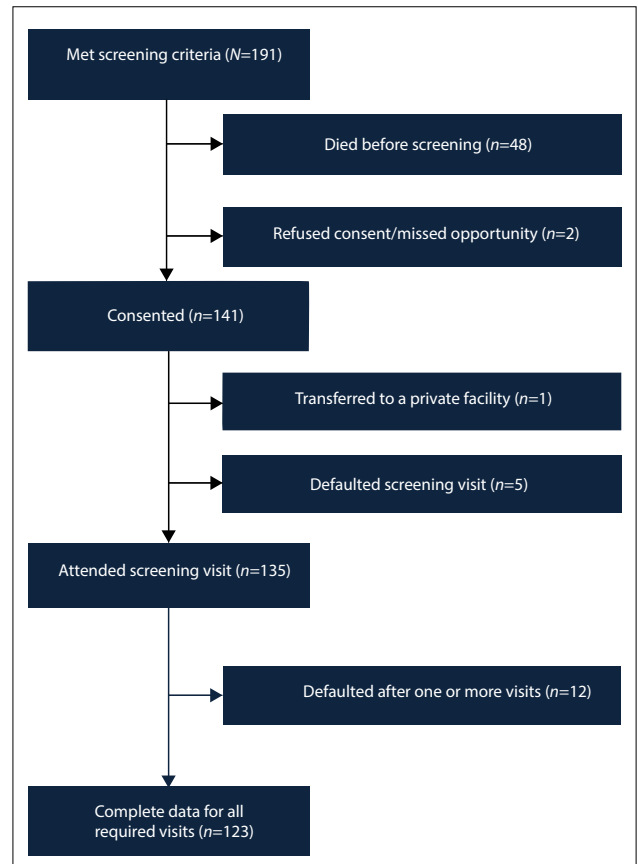 Met screening criteria (N=191)
Died before screening (n=48)
Refused consent/missed opportunity (n=2)
Consented (n=141)
Transferred to a private facility (n=1)
Defaulted screening visit (n=5)
Attended screening visit (n=135)
Defaulted after one or more visits (n=12)
Complete data for all
required visits (n=123)